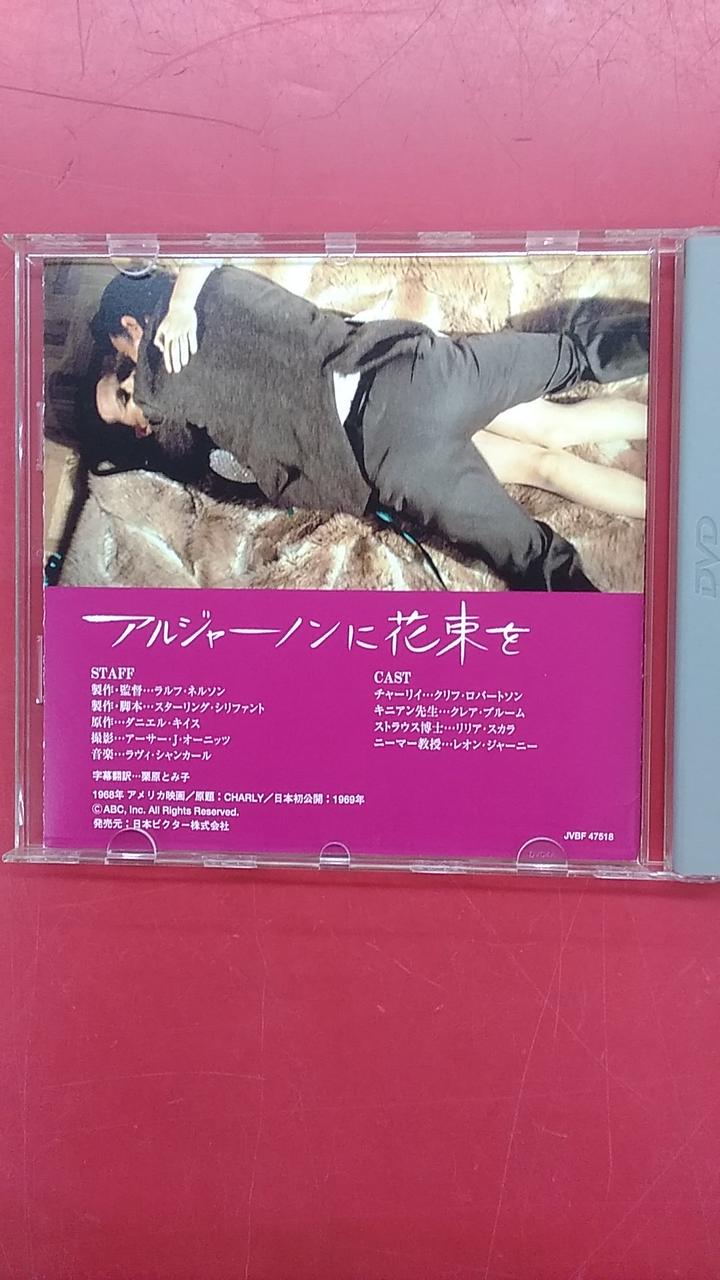 アルジャーノンに花束を
STAFF
製作・監督…ラルフ・ネルソン
製作・脚本…スターリング・シリファント
原作…ダニエル・キイス
撮影…アーサー・J・オーニッツ
音楽…ラヴィ・シャンカール
字幕翻訳…栗原とみ子
1968年 アメリカ映画／原題：CHARLY／日本初公開：1969年
©ABC, Inc. All Rights Reserved.
発売元：日本ビクター株式会社
CAST
チャーリイ…クリフ・ロバートソン
キニアン先生…クレア・ブルーム
ストラウス博士…リリア・スカラ
ニーマー教授…レオン・ジャーニー
JVBF 47518
DVD